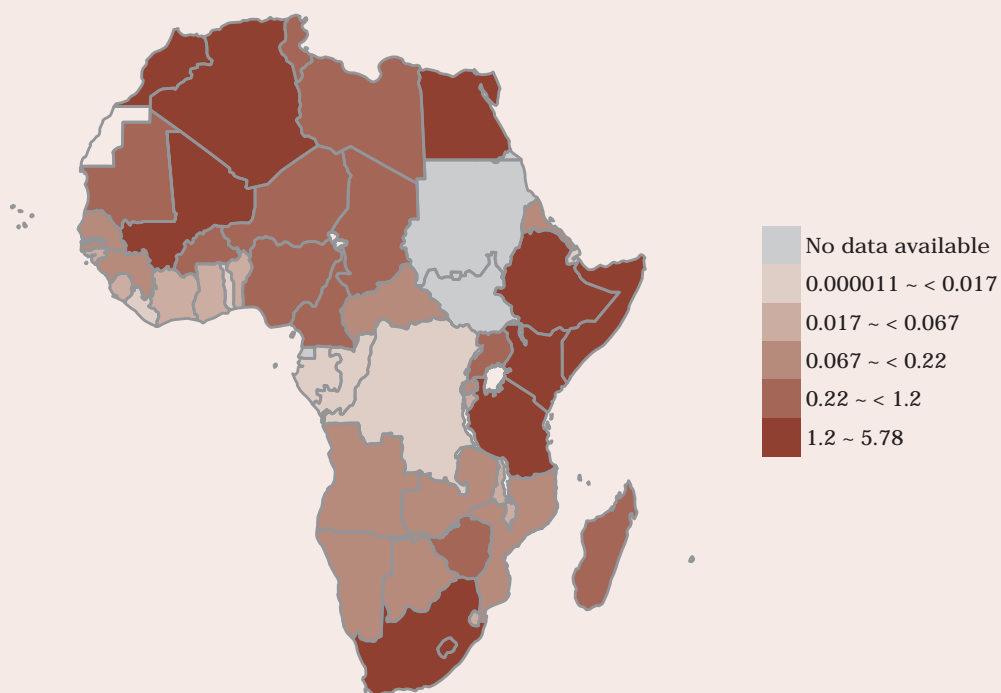 No data available
0.000011 ~ < 0.017
0.017 ~ < 0.067
0.067 ~ < 0.22
0.22 ~ < 1.2
1.2 ~ 5.78